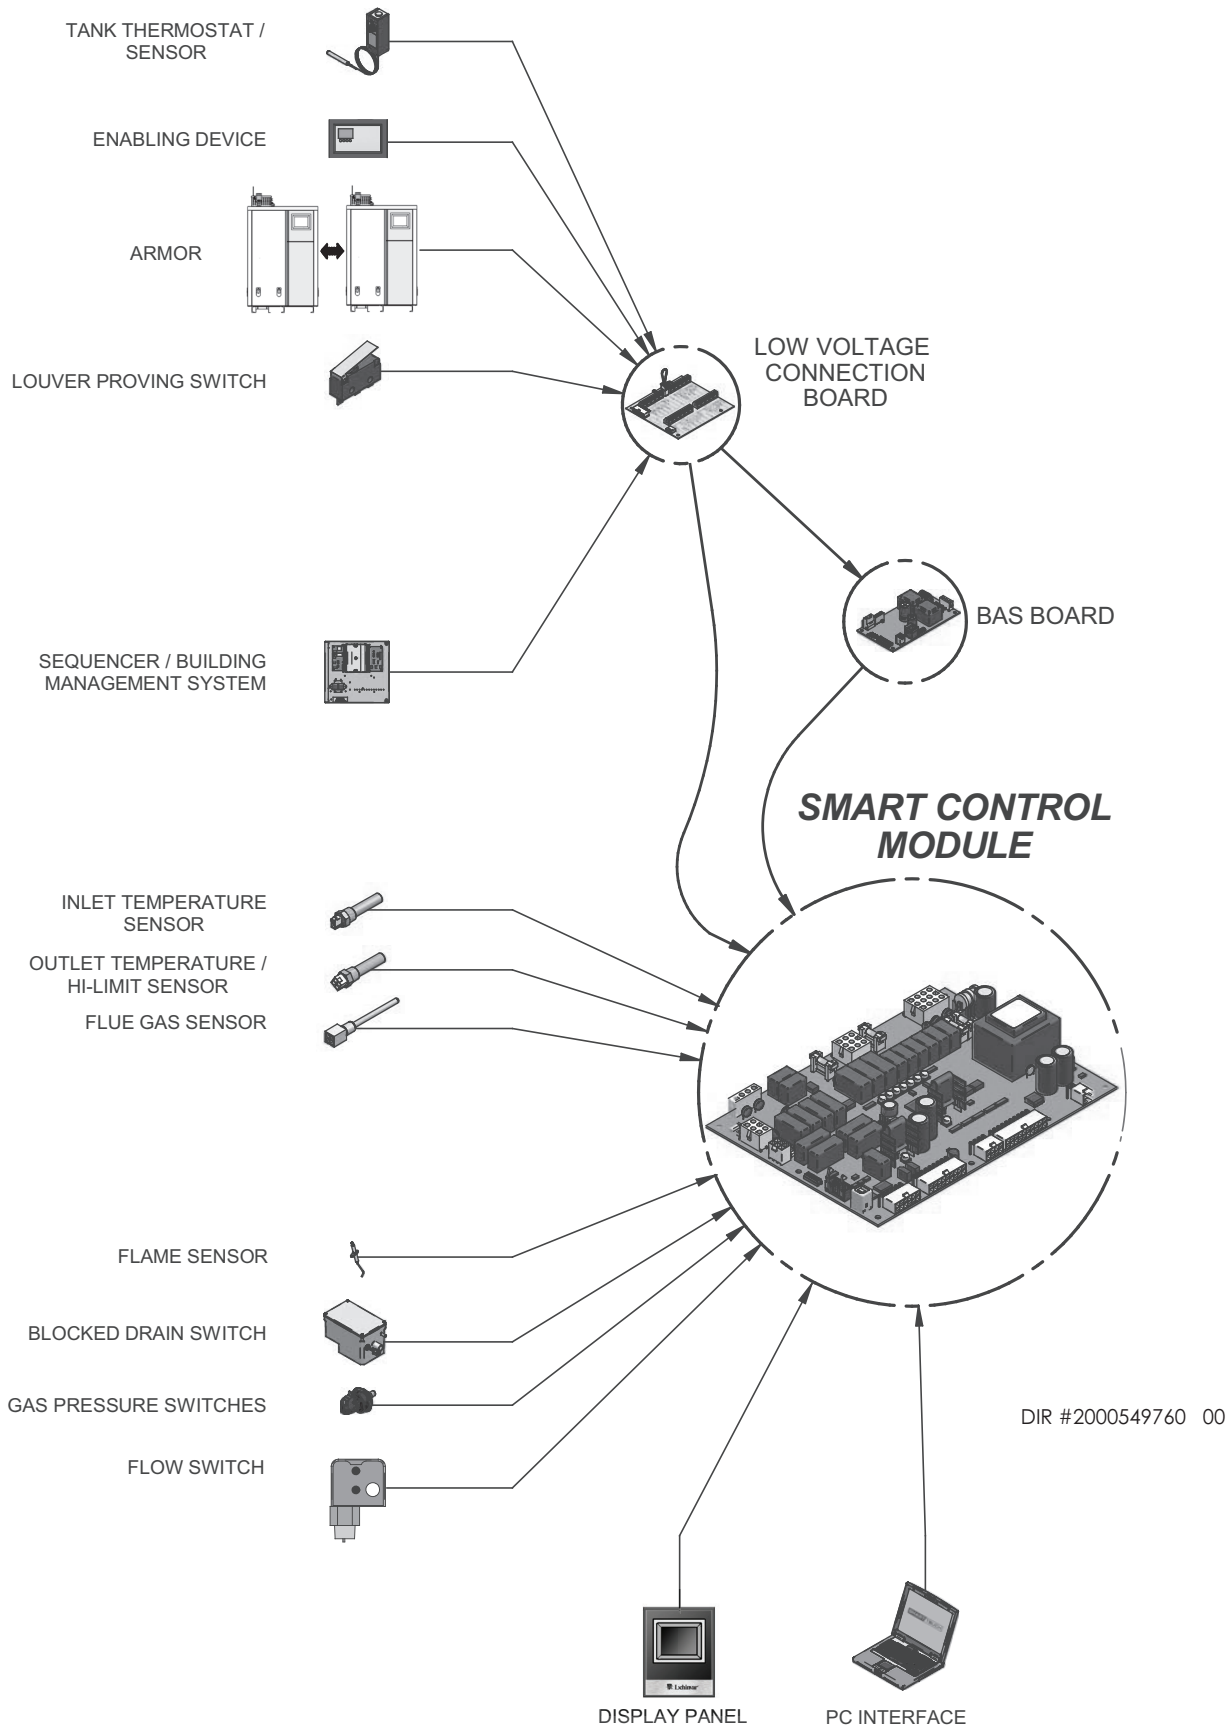 TANK THERMOSTAT /
SENSOR
ENABLING DEVICE
ARMOR
LOUVER PROVING SWITCH
LOW VOLTAGE
CONNECTION
BOARD
BAS BOARD
SEQUENCER / BUILDING
MANAGEMENT SYSTEM
SMART CONTROL
MODULE
INLET TEMPERATURE
SENSOR
OUTLET TEMPERATURE /
HI-LIMIT SENSOR
FLUE GAS SENSOR
FLAME SENSOR
BLOCKED DRAIN SWITCH
GAS PRESSURE SWITCHES
DIR #2000549760 00
FLOW SWITCH
Lochinvar
DISPLAY PANEL
PC INTERFACE